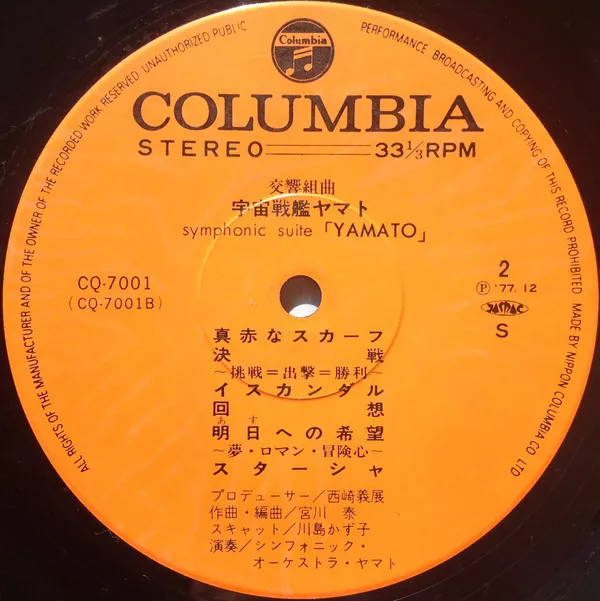 ALL RIGHTS OF THE MANUFACTURER AND OF THE OWNER OF THE RECORDED WORK RESERVED UNAUTHORIZED PUBLIC PERFORMANCE BROADCASTING AND COPYING OF THIS RECORD PROHIBITED MADE BY NIPPON COLUMBIA CO LTD
Columbia
COLUMBIA
STEREO 33 1/3 RPM
交響組曲
宇宙戦艦ヤマト
symphonic suite「YAMATO」
CQ-7001
(CQ-7001B)
2
Ⓟ '77. 12
JASRAC
S
真赤なスカーフ
決戦
〜挑戦=出撃=勝利〜
イスカンダル
回想
あす
明日への希望
〜夢・ロマン・冒険心〜
スターシャ
プロデューサー/西崎義展
作曲・編曲/宮川 泰
スキャット/川島かず子
演奏/シンフォニック・
オーケストラ・ヤマト